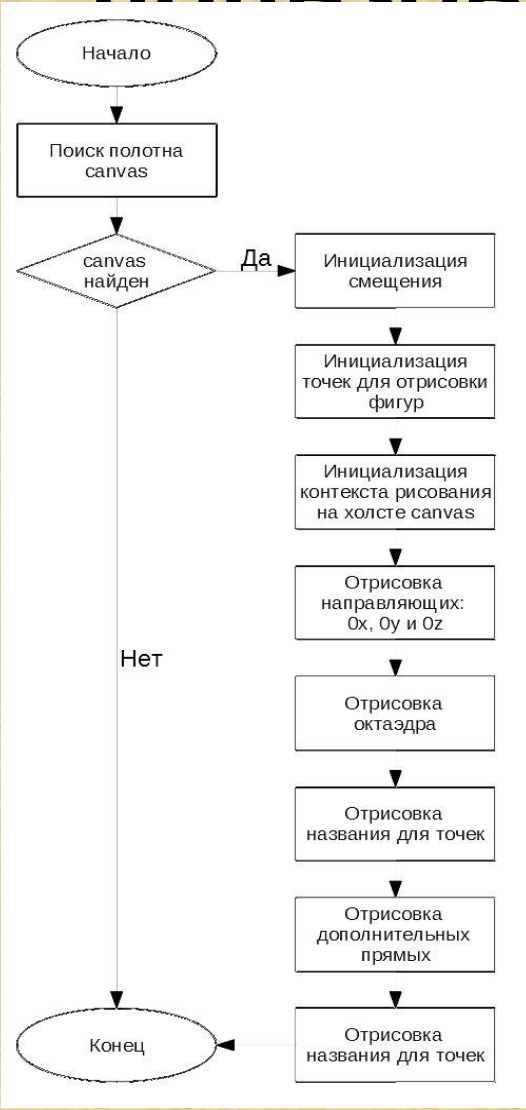 Начало
Поиск полотна
canvas
canvas
найден
Да
Инициализация
смещения
Инициализация
точек для отрисовки
фигур
Инициализация
контекста рисования
на холсте canvas
Отрисовка
направляющих:
0x, 0y и 0z
Нет
Отрисовка
октаэдра
Отрисовка
названия для точек
Отрисовка
дополнительных
прямых
Отрисовка
названия для точек
Конец